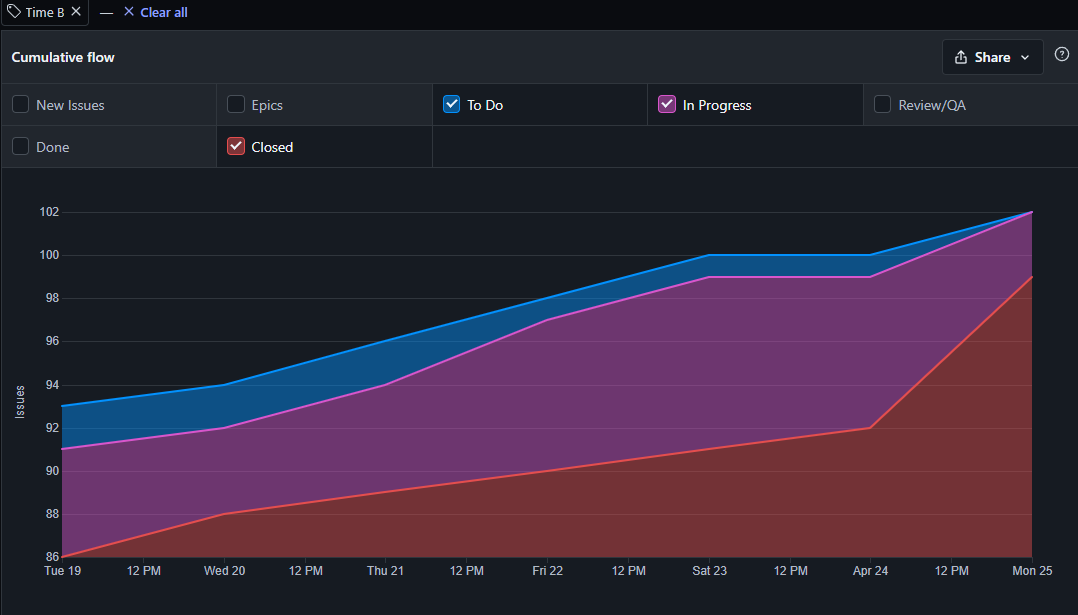 Time B — Clear all
Cumulative flow
Share
New Issues Epics To Do In Progress Review/QA
Done Closed
102
100
98
96
94
92
90
88
86
Issues
Tue 19 12 PM Wed 20 12 PM Thu 21 12 PM Fri 22 12 PM Sat 23 12 PM Apr 24 12 PM Mon 25